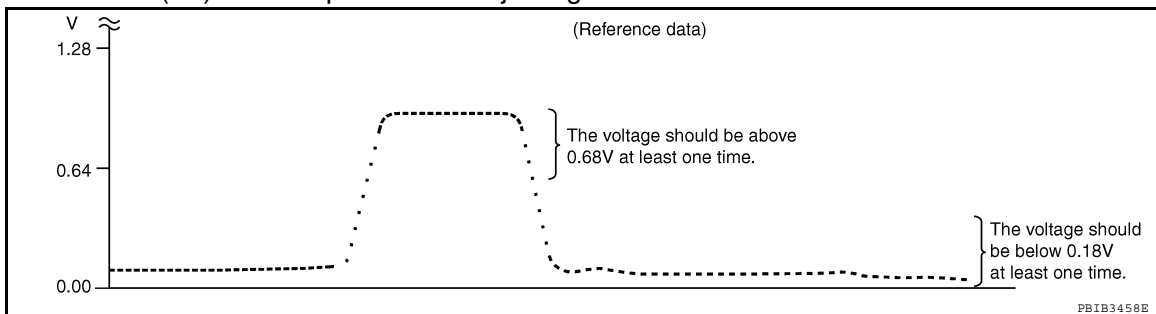 V
(Reference data)
1.28
The voltage should be above
0.68V at least one time.
0.64
The voltage should
be below 0.18V
at least one time.
0.00
PBIB3458E